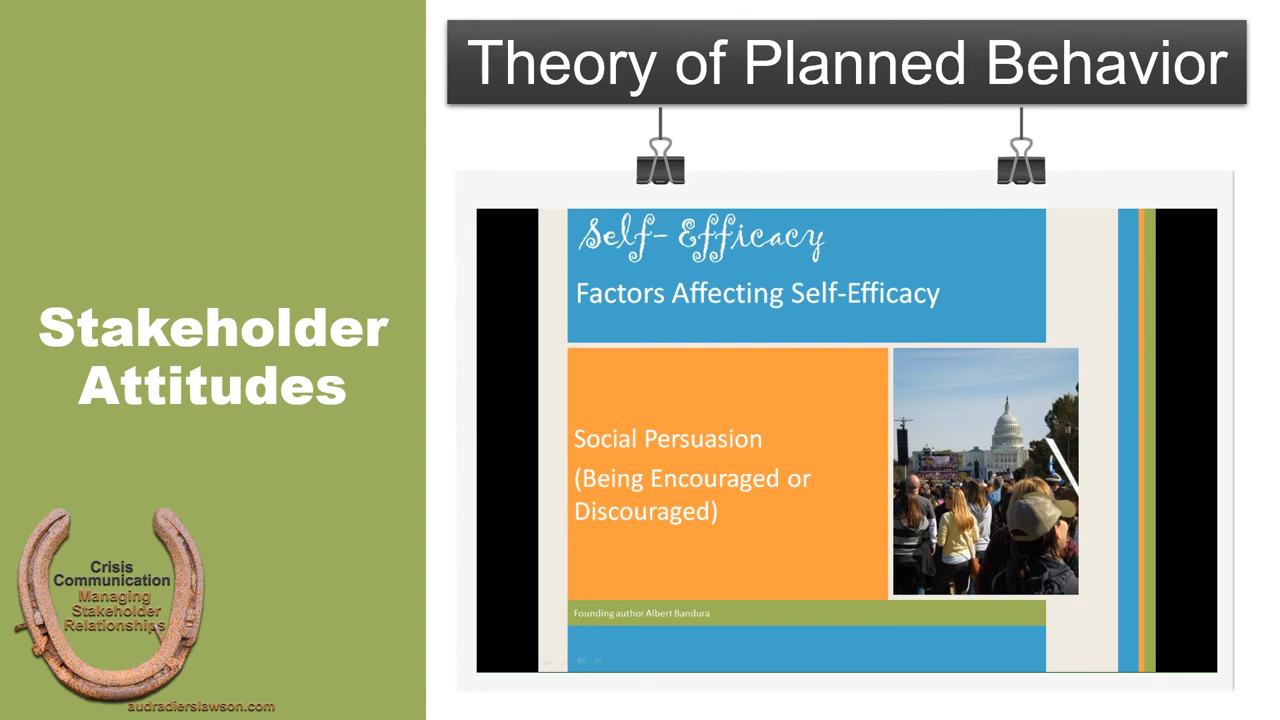 Theory of Planned Behavior
Stakeholder
Attitudes
Self-Efficacy
Factors Affecting Self-Efficacy
Social Persuasion
(Being Encouraged or
Discouraged)
Founding author Albert Bandura
Crisis
Communication
Managing
Stakeholder
Relationships
audradierslawson.com